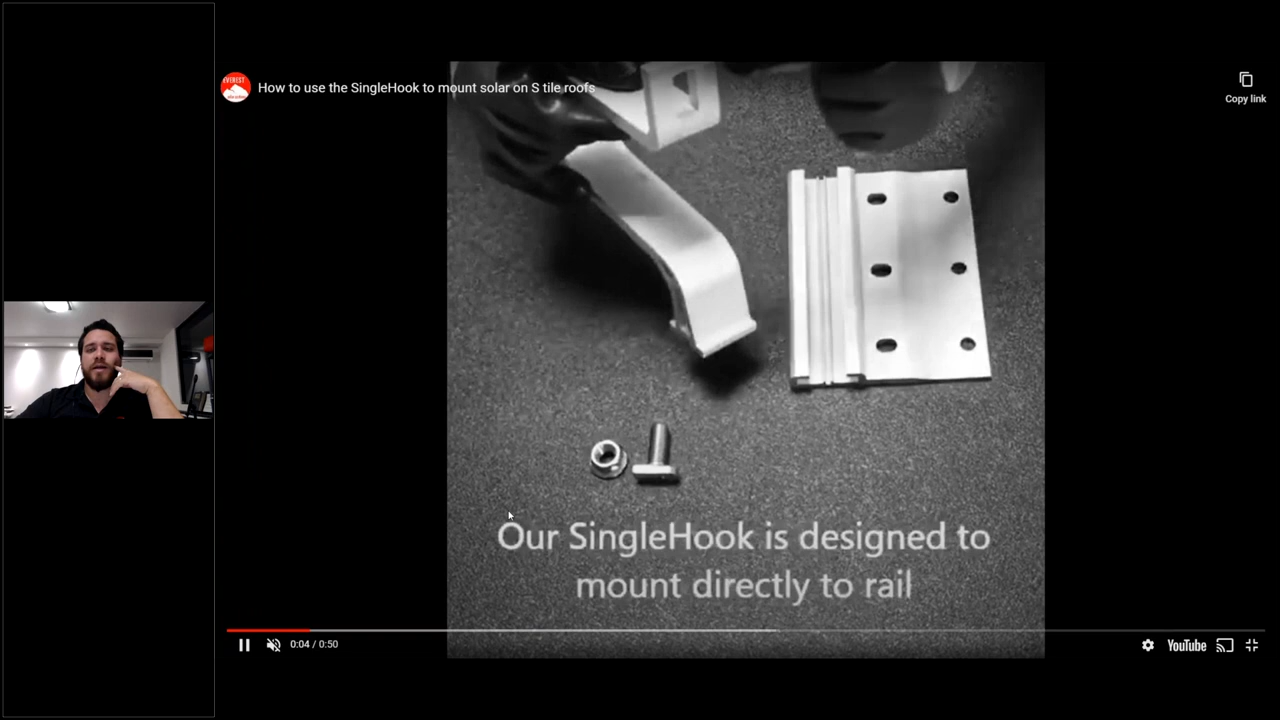 EVEREST
How to use the SingleHook to mount solar on S tile roofs
Copy link
Our SingleHook is designed to
mount directly to rail
0:04 / 0:50
YouTube